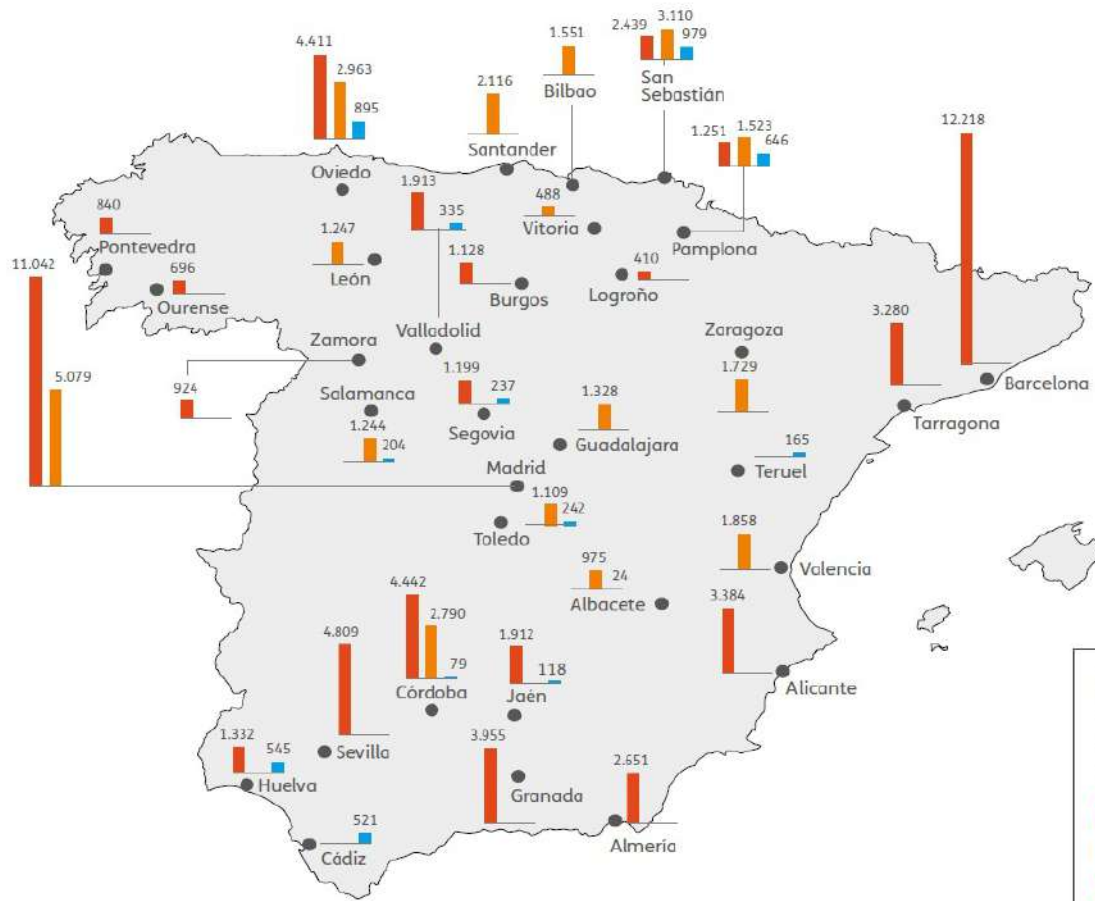 4.411
2.963
895
Oviedo
2.116
Santander
1.551
Bilbao
2.439
3.110
979
San
Sebastián
1.251
1.523
646
Pamplona
12.218
Barcelona
840
Pontevedra
696
Ourense
1.247
León
1.913
335
Valladolid
1.128
Burgos
488
Vitoria
410
Logroño
11.042
5.079
Madrid
924
Zamora
Salamanca
1.244
204
1.199
237
Segovia
1.328
Guadalajara
Zaragoza
1.729
3.280
Tarragona
165
Teruel
1.109
242
Toledo
975
24
Albacete
1.858
Valencia
3.384
Alicante
4.809
Sevilla
4.442
2.790
79
Córdoba
1.912
118
Jaén
1.332
545
Huelva
521
Cádiz
3.955
Granada
2.651
Almería